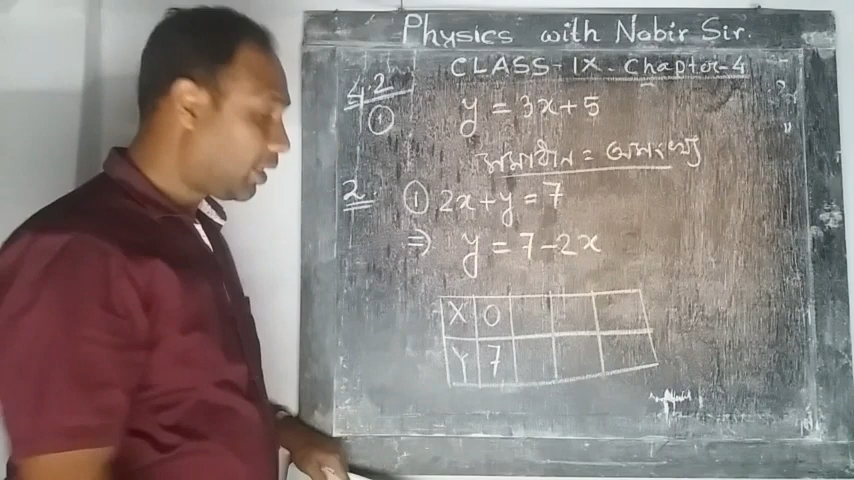 Physics with Nobir Sir.
CLASS-IX. Chapter-4
4.2
① y = 3x+5
সমাধান = অসংখ্য
2. ① 2x+y = 7
⇒ y = 7-2x
X 0
Y 7